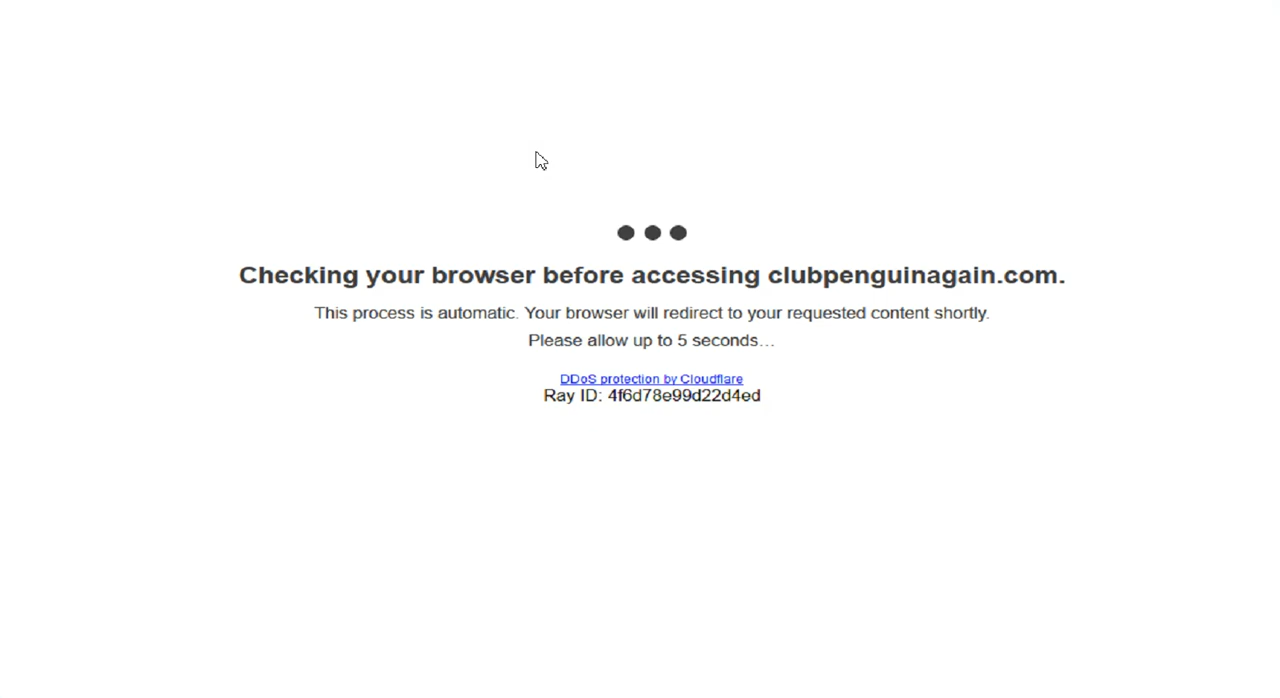 Checking your browser before accessing clubpenguinagain.com.
This process is automatic. Your browser will redirect to your requested content shortly.
Please allow up to 5 seconds…
DDoS protection by Cloudflare
Ray ID: 4f6d78e99d22d4ed